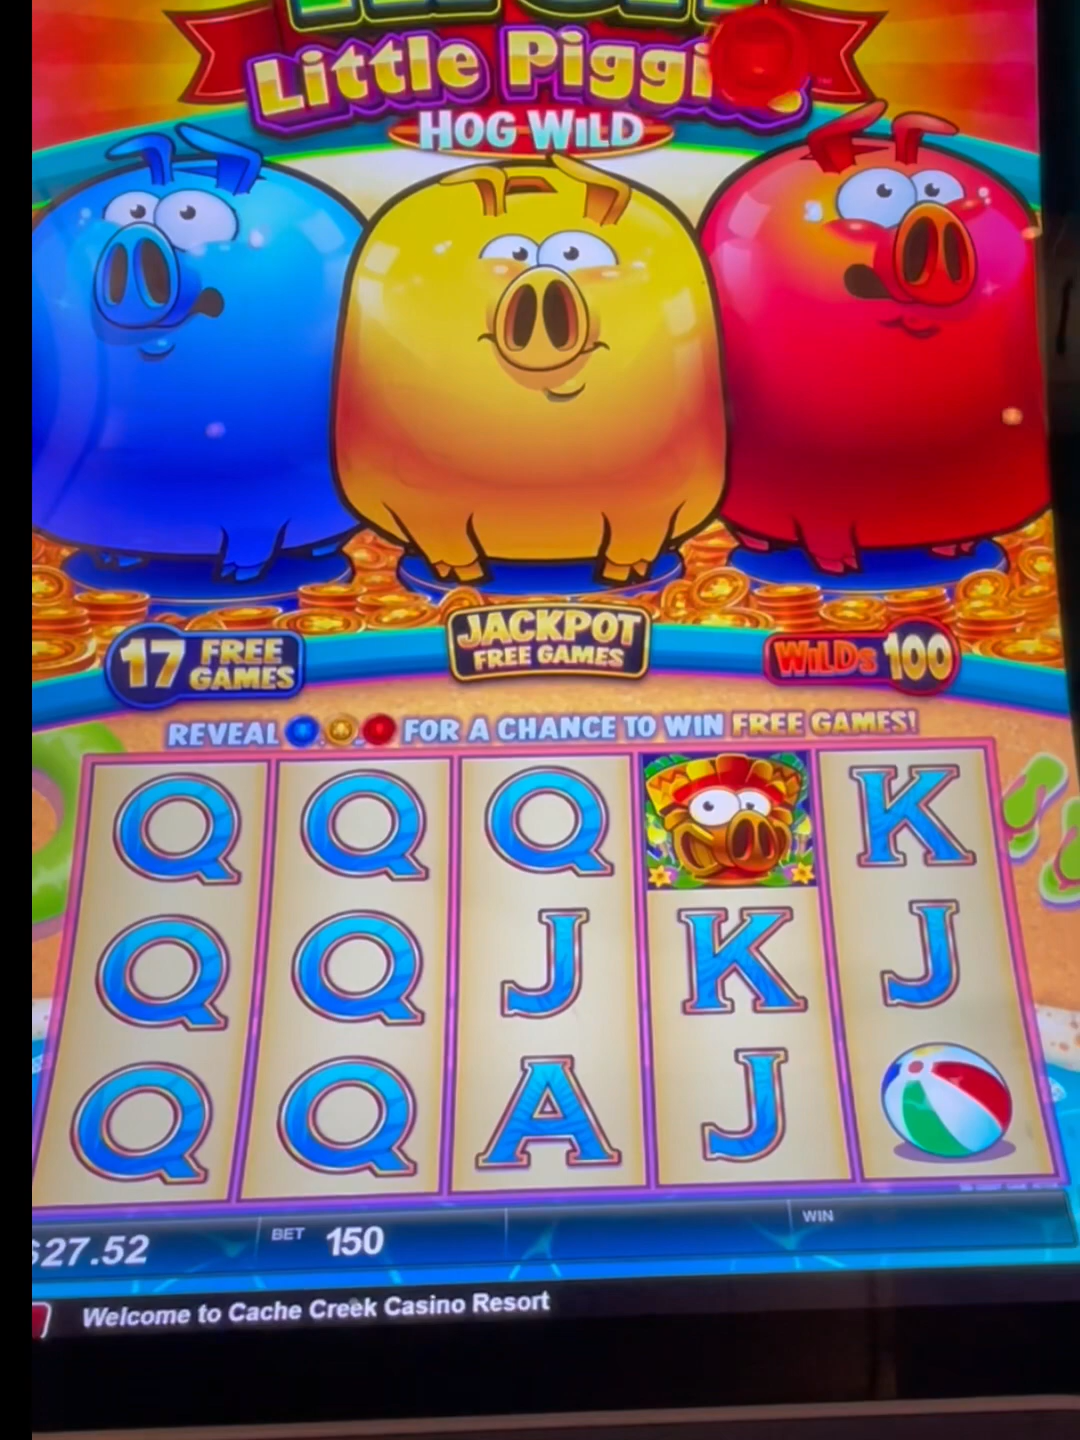 Little Piggi
HOG WILD
17 FREE GAMES
JACKPOT
FREE GAMES
WILDS 100
REVEAL FOR A CHANCE TO WIN FREE GAMES!
Q Q Q K
Q Q J K J
Q Q A J
$27.52 BET 150 WIN
Welcome to Cache Creek Casino Resort